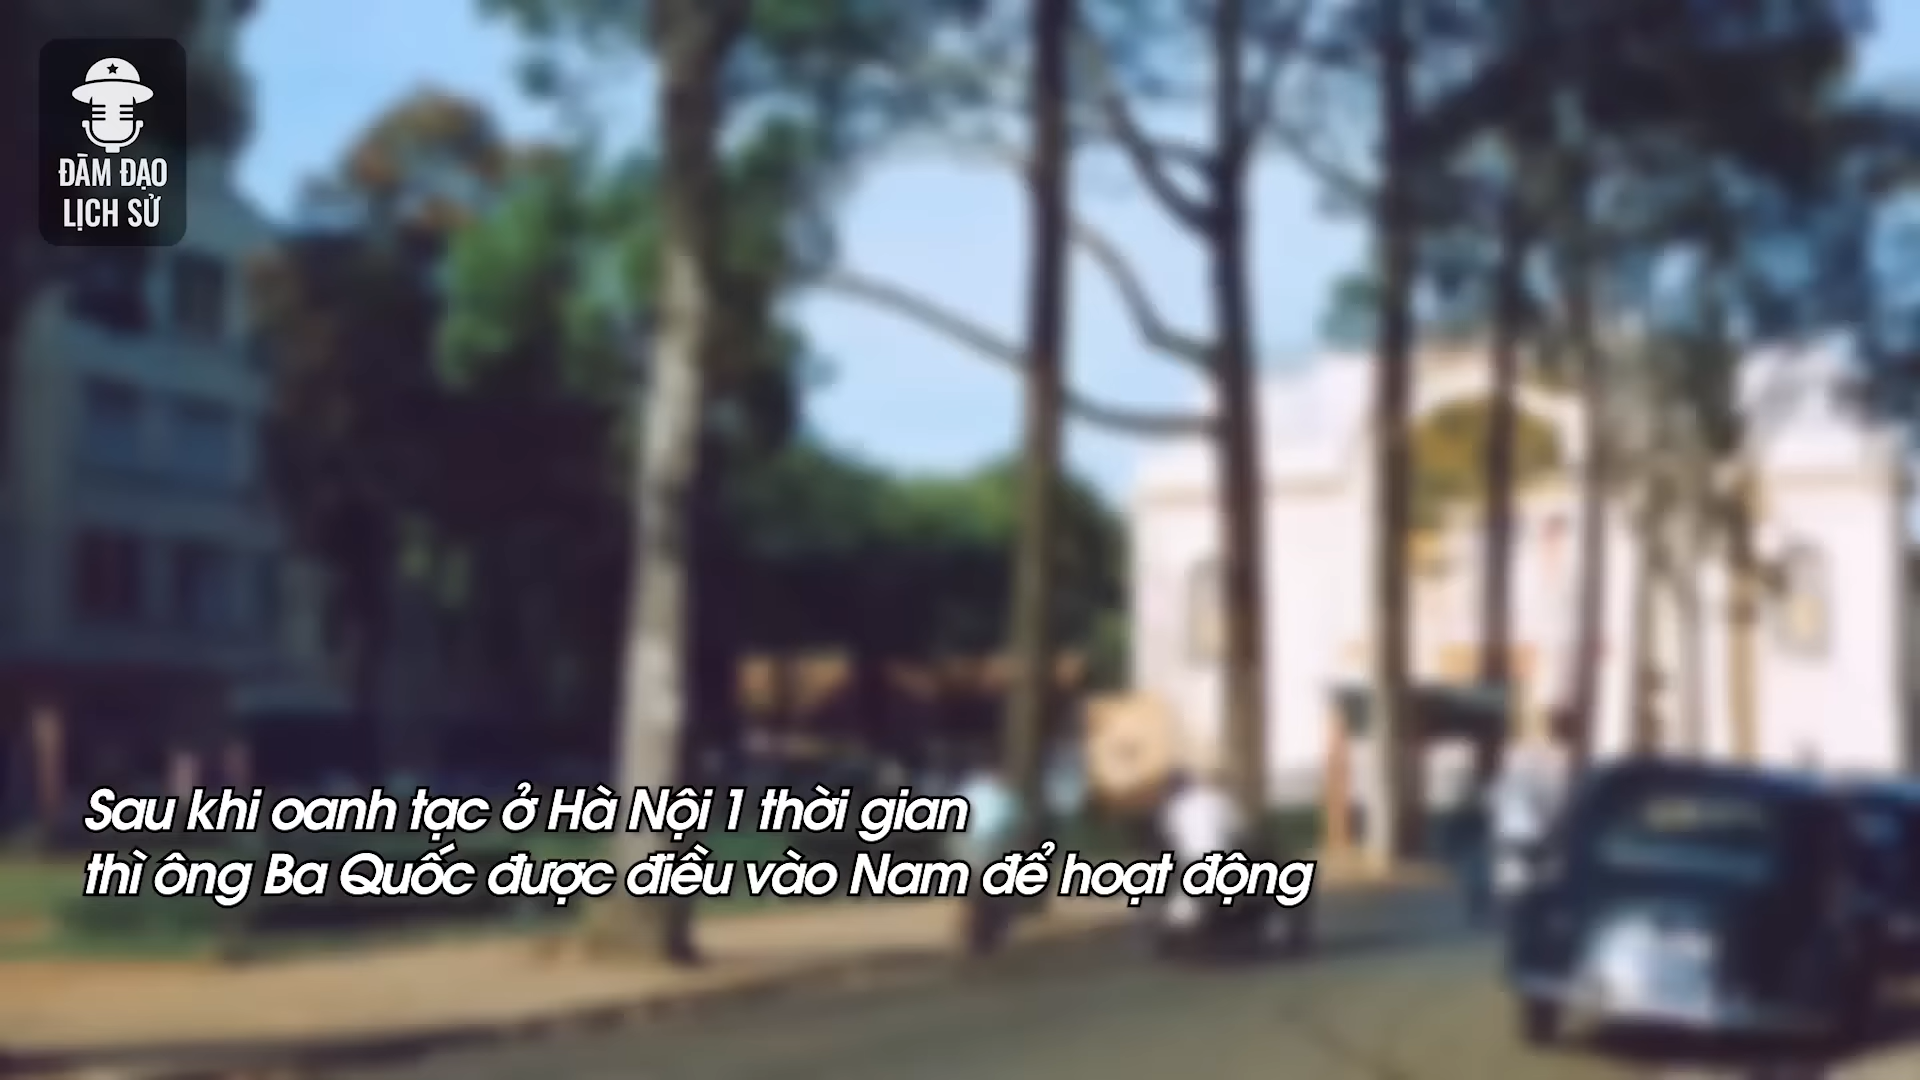 ĐÀM ĐẠO
LỊCH SỬ
Sau khi oanh tạc ở Hà Nội 1 thời gian
thì ông Ba Quốc được điều vào Nam để hoạt động